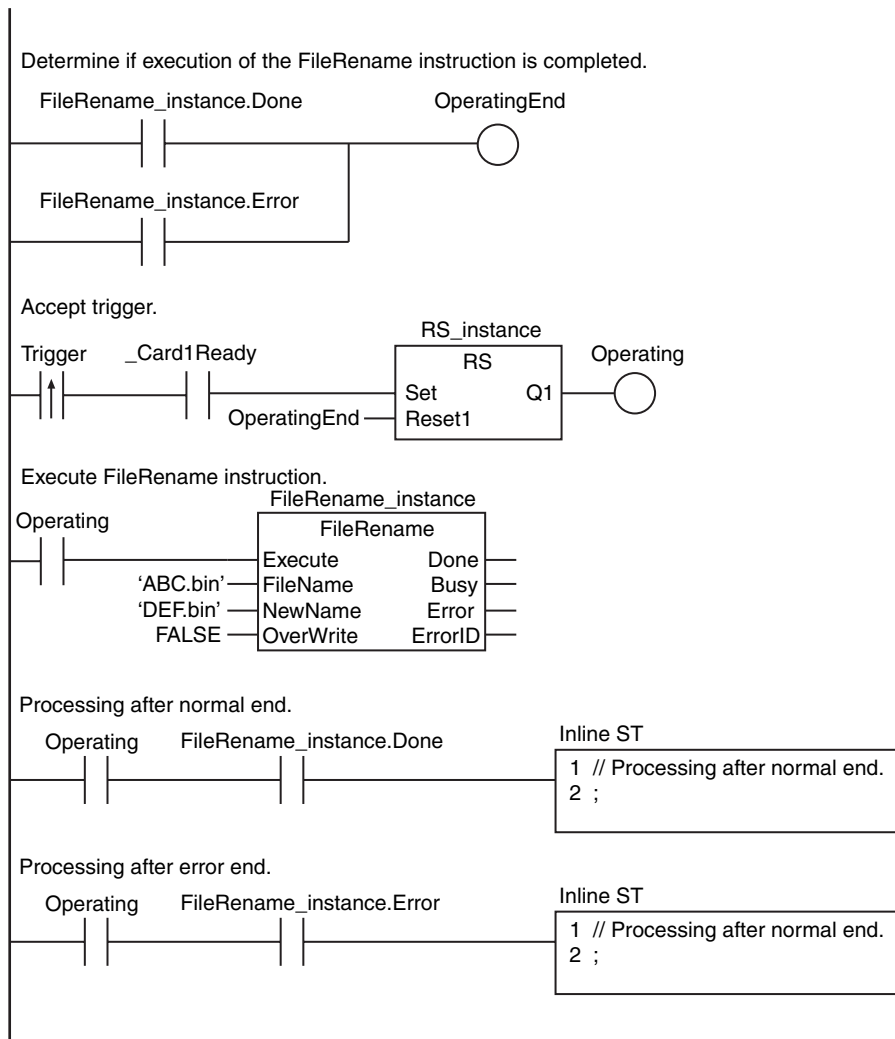 Determine if execution of the FileRename instruction is completed.
FileRename_instance.Done OperatingEnd
FileRename_instance.Error
Accept trigger.
RS_instance
Trigger _Card1Ready RS Operating
Set Q1
OperatingEnd Reset1
Execute FileRename instruction.
FileRename_instance
Operating FileRename
Execute Done
‘ABC.bin’ FileName Busy
‘DEF.bin’ NewName Error
FALSE OverWrite ErrorID
Processing after normal end.
Operating FileRename_instance.Done Inline ST
1 // Processing after normal end.
2 ;
Processing after error end.
Operating FileRename_instance.Error Inline ST
1 // Processing after normal end.
2 ;